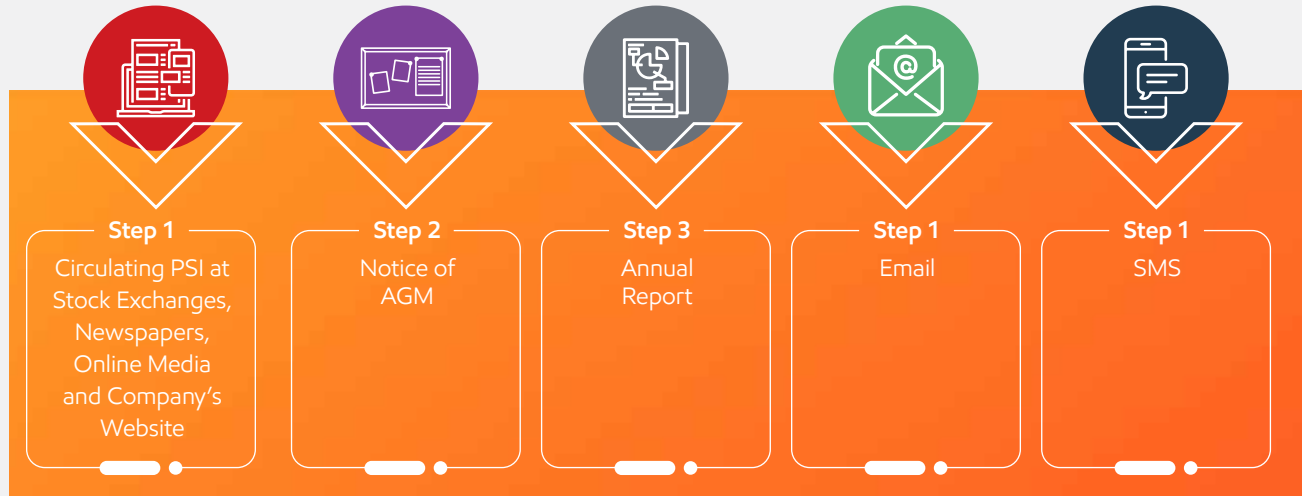 Step 1
Circulating PSI at
Stock Exchanges,
Newspapers,
Online Media
and Company's
Website
Step 2
Notice of
AGM
Step 3
Annual
Report
Step 1
Email
Step 1
SMS